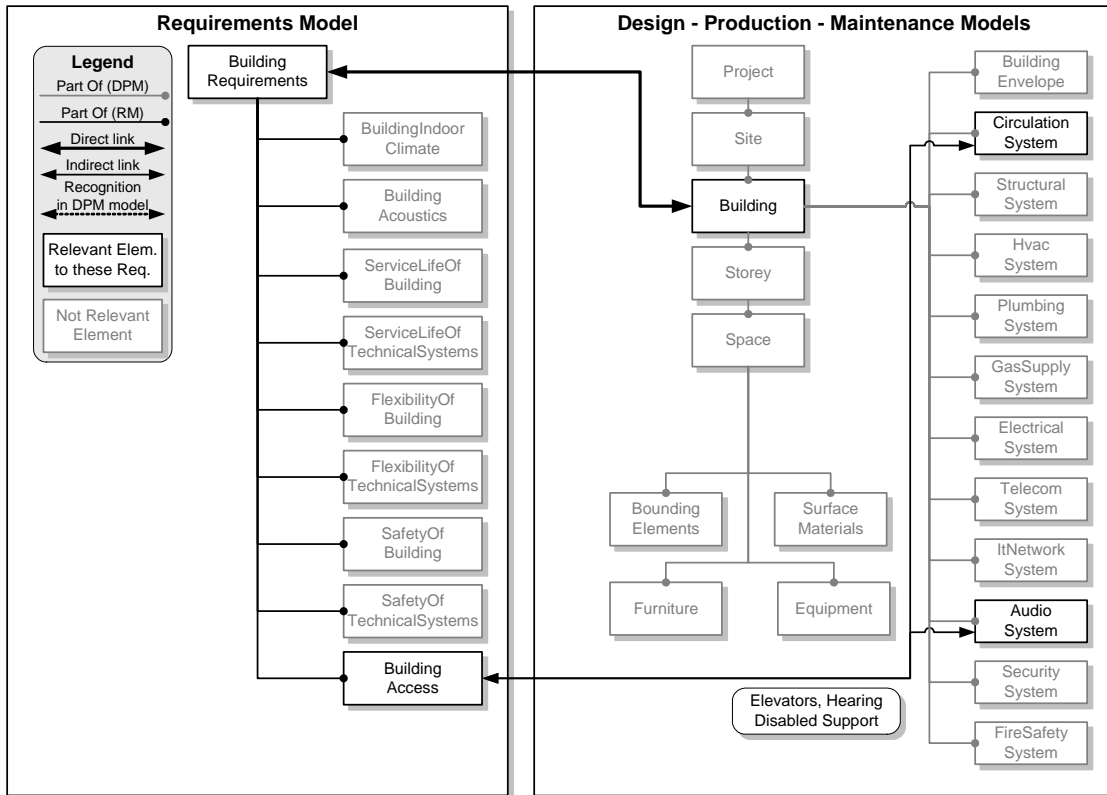 Requirements Model
Legend
Part Of (DPM)
Part Of (RM)
Direct link
Indirect link
Recognition
in DPM model
Relevant Elem.
to these Req.
Not Relevant
Element
Building
Requirements
BuildingIndoor
Climate
Building
Acoustics
ServiceLifeOf
Building
ServiceLifeOf
TechnicalSystems
FlexibilityOf
Building
FlexibilityOf
TechnicalSystems
SafetyOf
Building
SafetyOf
TechnicalSystems
Building
Access
Design - Production - Maintenance Models
Project
Site
Building
Storey
Space
Bounding
Elements
Surface
Materials
Furniture
Equipment
Elevators, Hearing
Disabled Support
Building
Envelope
Circulation
System
Structural
System
Hvac
System
Plumbing
System
GasSupply
System
Electrical
System
Telecom
System
ItNetwork
System
Audio
System
Security
System
FireSafety
System